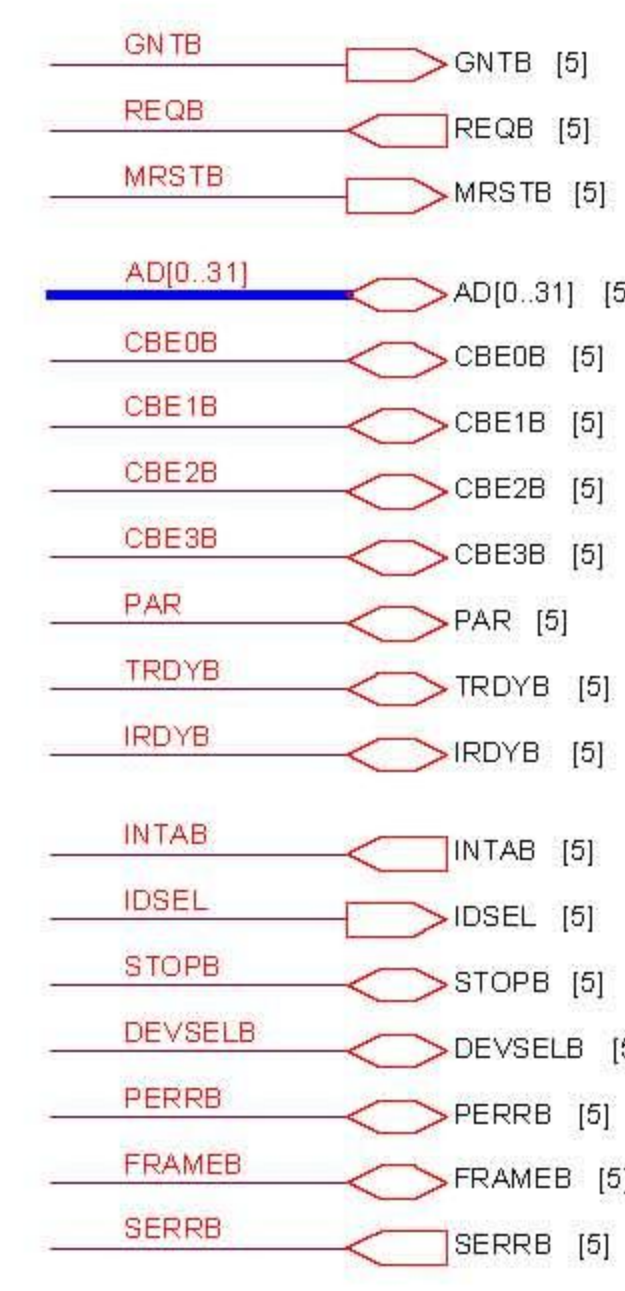 GNTB GNTB [5]
REQB REQB [5]
MRSTB MRSTB [5]
AD[0..31] AD[0..31] [5
CBE0B CBE0B [5]
CBE1B CBE1B [5]
CBE2B CBE2B [5]
CBE3B CBE3B [5]
PAR PAR [5]
TRDYB TRDYB [5]
IRDYB IRDYB [5]
INTAB INTAB [5]
IDSEL IDSEL [5]
STOPB STOPB [5]
DEVSELB DEVSELB [5
PERRB PERRB [5]
FRAMEB FRAMEB [5]
SERRB SERRB [5]